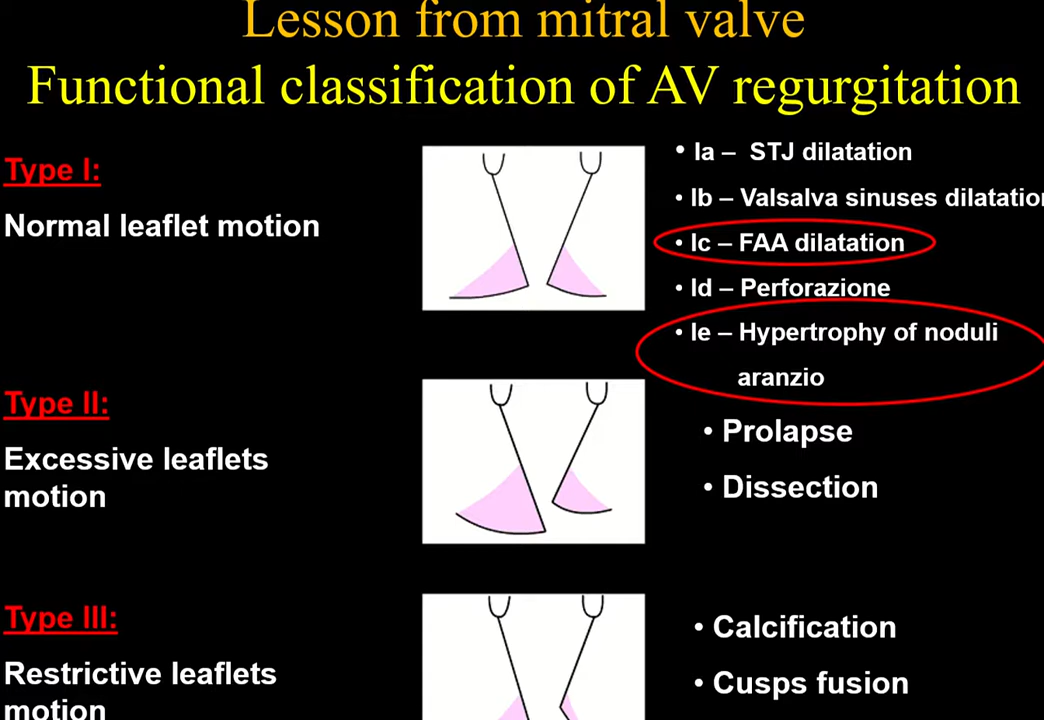 Lesson from mitral valve
Functional classification of AV regurgitation
Type I:
Normal leaflet motion
• Ia – STJ dilatation
• Ib – Valsalva sinuses dilatation
• Ic – FAA dilatation
• Id – Perforazione
• Ie – Hypertrophy of noduli
aranzio
Type II:
Excessive leaflets
motion
• Prolapse
• Dissection
Type III:
Restrictive leaflets
motion
• Calcification
• Cusps fusion